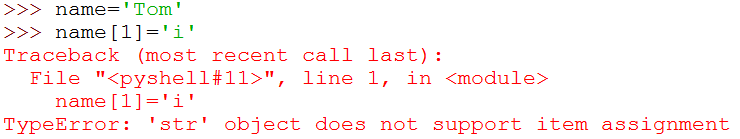 >>> name='Tom'
>>> name[1]='i'
Traceback (most recent call last):
  File "<pyshell#11>", line 1, in <module>
    name[1]='i'
TypeError: 'str' object does not support item assignment